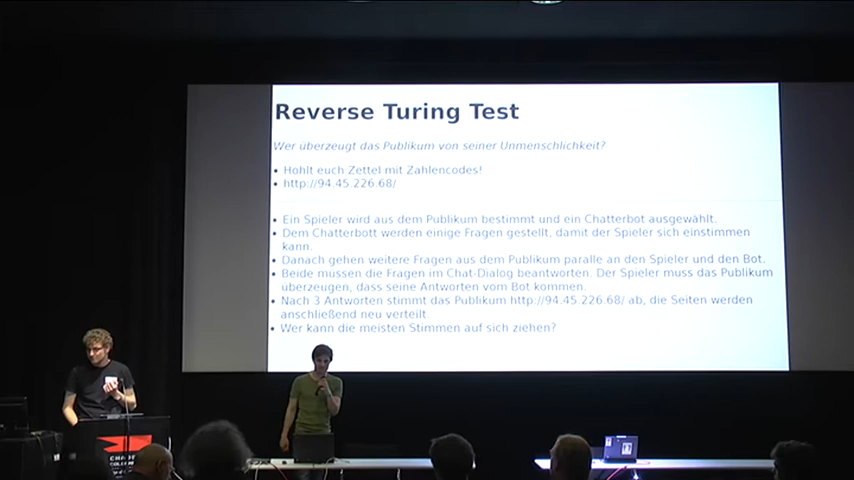 Reverse Turing Test
Wer überzeugt das Publikum von seiner Unmenschlichkeit?
• Hohlt euch Zettel mit Zahlencodes!
• http://94.45.226.68/
• Ein Spieler wird aus dem Publikum bestimmt und ein Chatterbot ausgewählt.
• Dem Chatterbott werden einige Fragen gestellt, damit der Spieler sich einstimmen
kann.
• Danach gehen weitere Fragen aus dem Publikum paralle an den Spieler und den Bot.
• Beide mussen die Fragen im Chat-Dialog beantworten. Der Spieler muss das Publikum
überzeugen, dass seine Antworten vom Bot kommen.
• Nach 3 Antworten stimmt das Publikum http://94.45.226.68/ ab, die Seiten werden
anschließend neu verteilt
• Wer kann die meisten Stimmen auf sich ziehen?
CHAOS